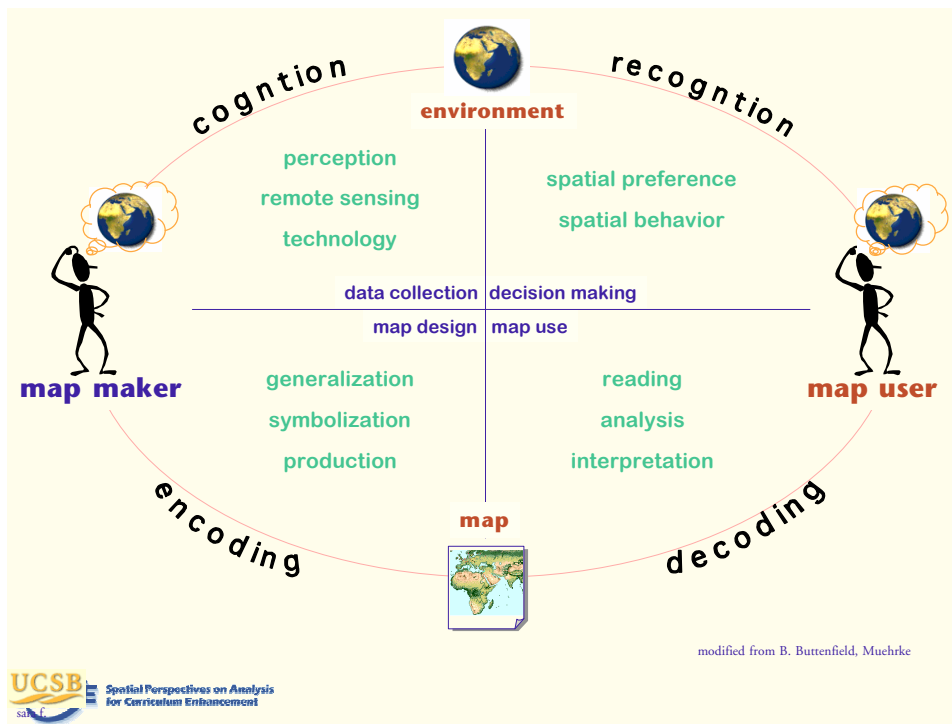 cogntion
recogntion
environment
perception
remote sensing
technology
spatial preference
spatial behavior
data collection
decision making
map design
map use
map maker
map user
generalization
symbolization
production
reading
analysis
interpretation
encoding
decoding
map
modified from B. Buttenfield, Muehrke
UCSB
Spatial Perspectives on Analysis
for Curriculum Enhancement
sara f.